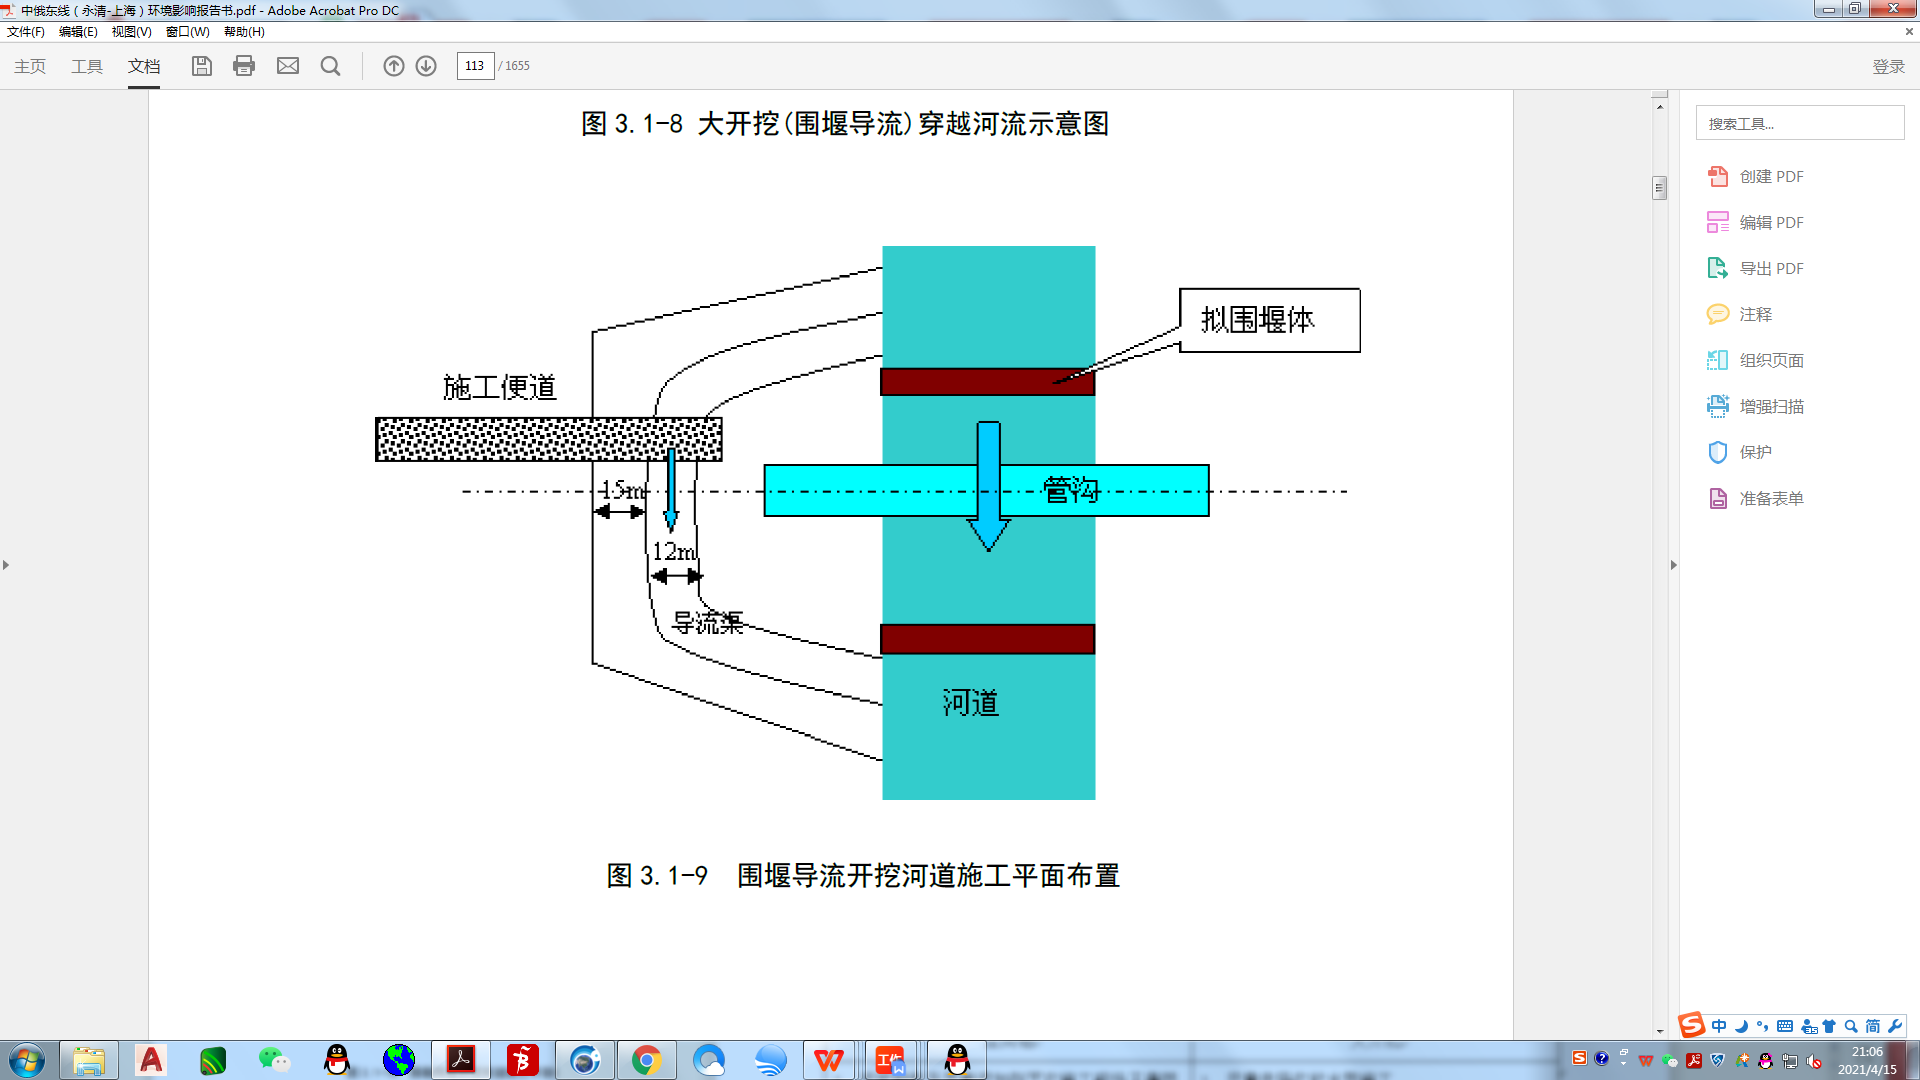 中俄东线（永清-上海）环境影响报告书.pdf - Adobe Acrobat Pro DC
文件(F) 编辑(E) 视图(V) 窗口(W) 帮助(H)
主页 工具 文档 113 / 1655 登录
图 3.1-8 大开挖(围堰导流)穿越河流示意图
搜索工具...
创建 PDF
编辑 PDF
导出 PDF
注释
组织页面
增强扫描
保护
准备表单
拟围堰体
施工便道
15m
管沟
12m
导流渠
河道
图 3.1-9 围堰导流开挖河道施工平面布置
中 简
21:06
2021/4/15